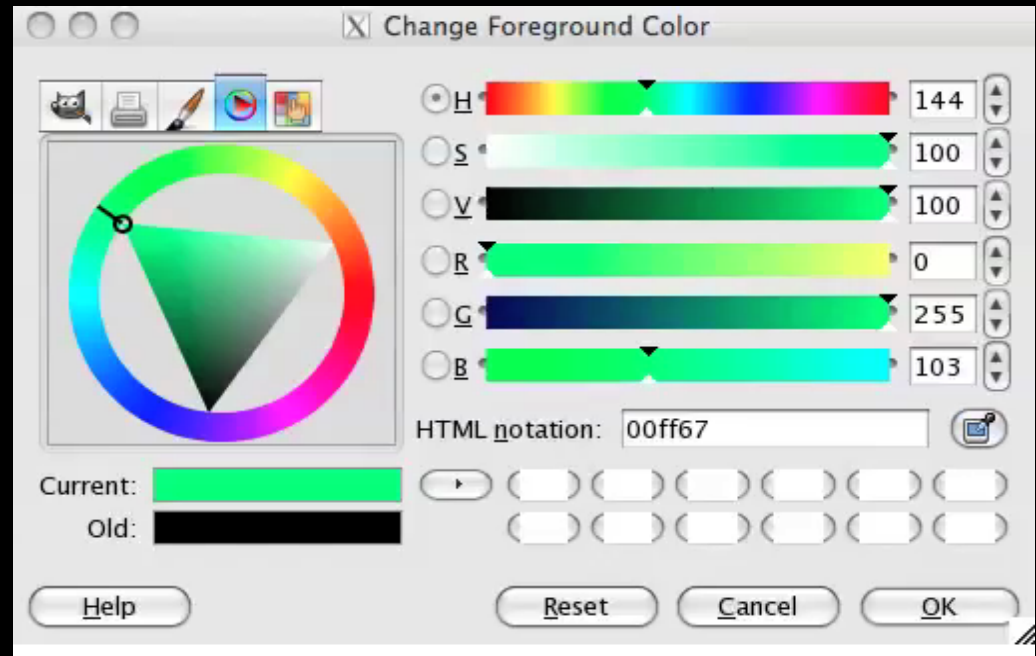 Change Foreground Color
H 144
S 100
V 100
R 0
G 255
B 103
HTML notation: 00ff67
Current:
Old:
Help Reset Cancel OK